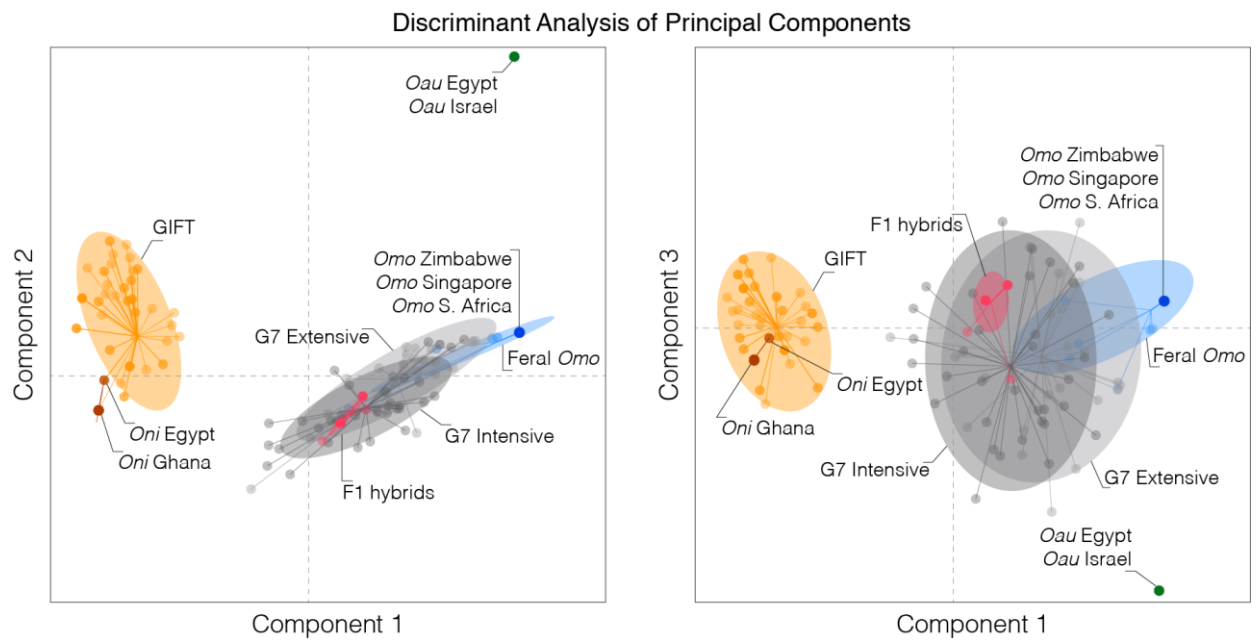 Discriminant Analysis of Principal Components
Oau Egypt
Oau Israel
GIFT
Omo Zimbabwe
Omo Singapore
Omo S. Africa
G7 Extensive
Feral Omo
Oni Egypt
Oni Ghana
G7 Intensive
F1 hybrids
Component 2
Component 1
Omo Zimbabwe
Omo Singapore
Omo S. Africa
F1 hybrids
GIFT
Feral Omo
Oni Egypt
Oni Ghana
G7 Intensive
G7 Extensive
Oau Egypt
Oau Israel
Component 3
Component 1